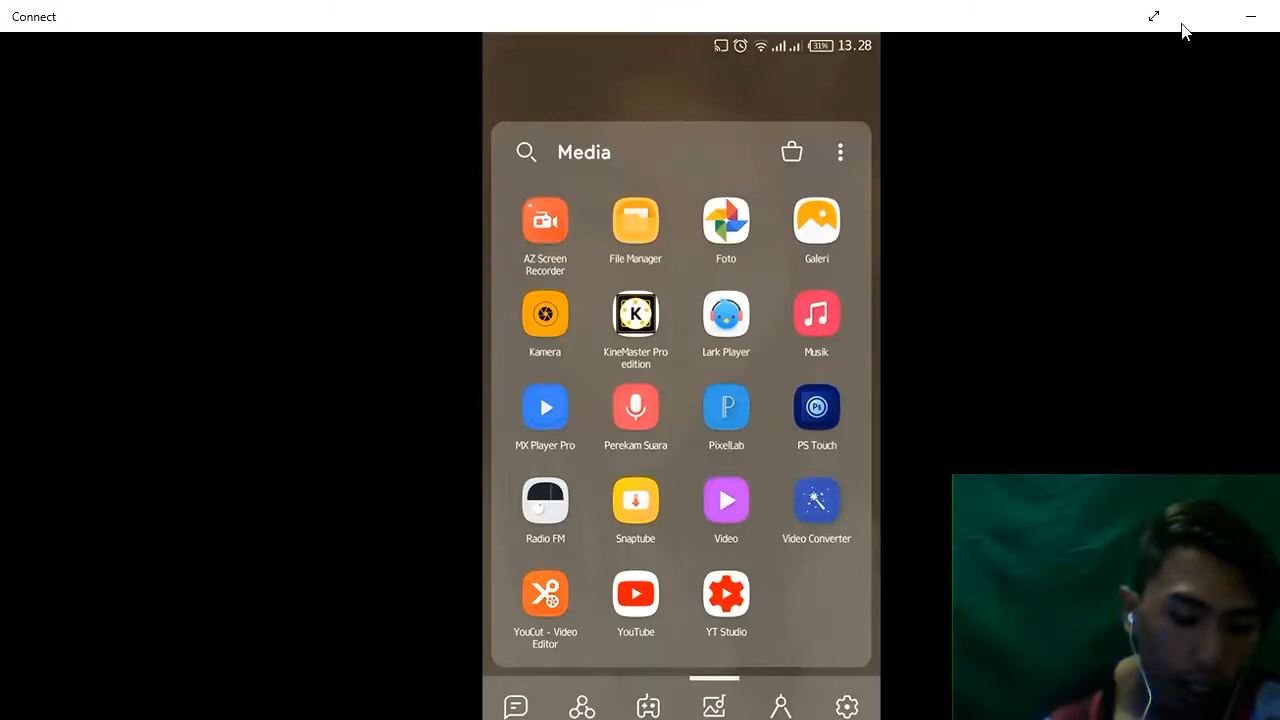 Connect
31% 13.28
Media
AZ Screen
Recorder
File Manager
Foto
Galeri
Kamera
K
KineMaster Pro
edition
Lark Player
Musik
MX Player Pro
Perekam Suara
P
PixelLab
Ps
PS Touch
Radio FM
Snaptube
Video
Video Converter
YouCut - Video
Editor
YouTube
YT Studio